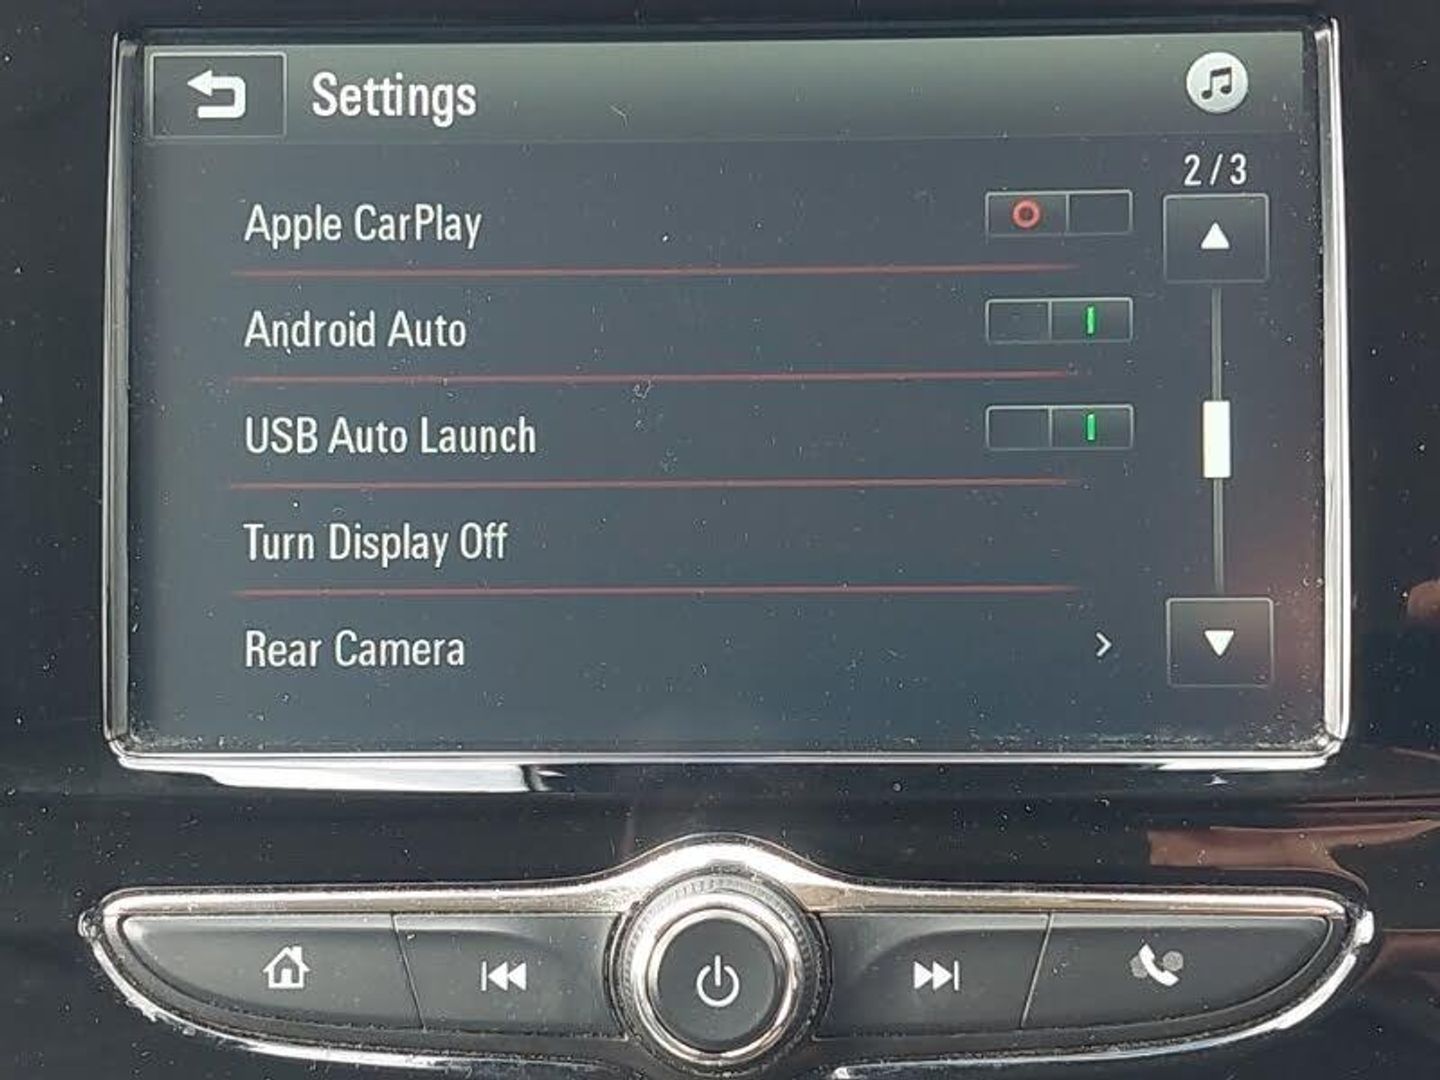 Settings
2/3
Apple CarPlay
Android Auto
USB Auto Launch
Turn Display Off
Rear Camera